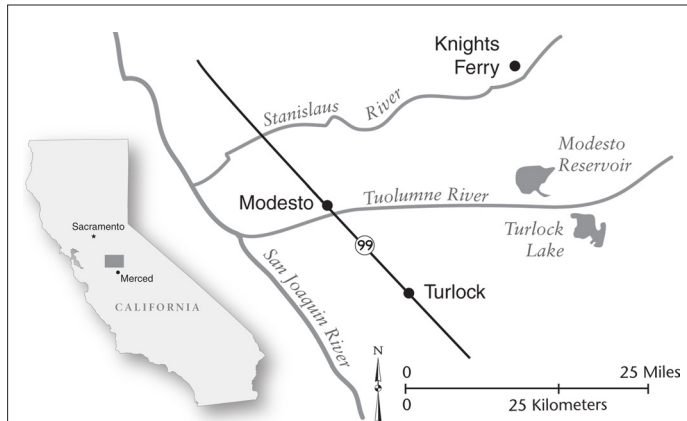 Knights
Ferry
Stanislaus River
Modesto
Reservoir
Modesto
Tuolumne River
Turlock
Lake
Sacramento
99
Merced
San Joaquin River
Turlock
CALIFORNIA
N
0 25 Miles
0 25 Kilometers